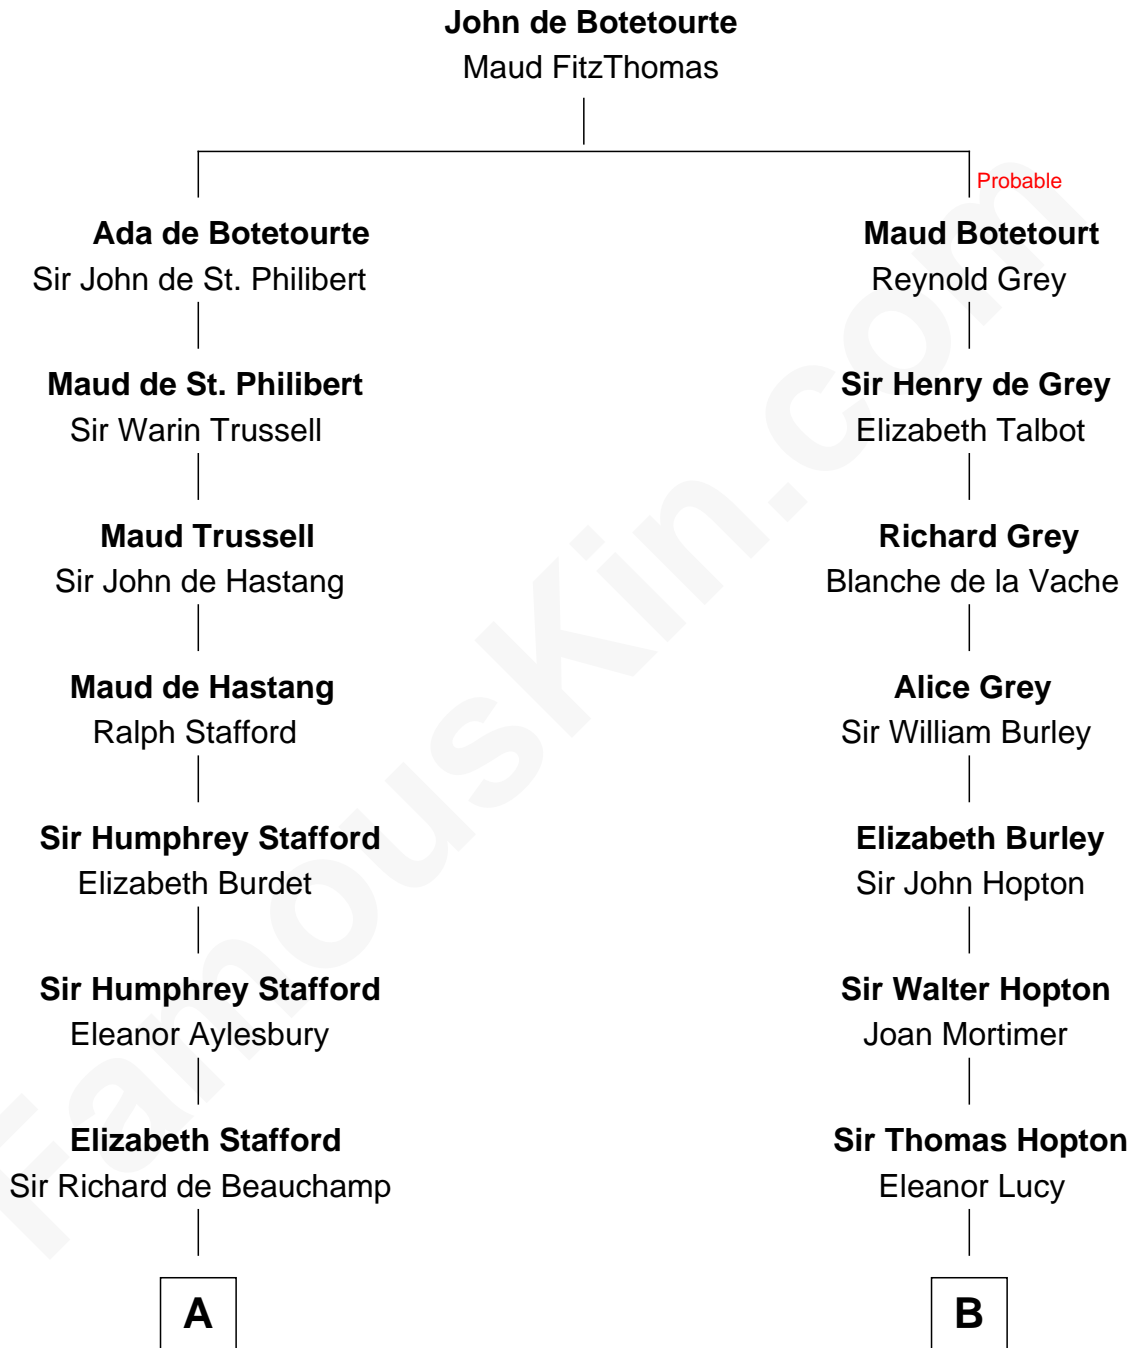 John de Botetourte
Maud FitzThomas
Probable
Ada de Botetourte
Sir John de St. Philibert
Maud Botetourt
Reynold Grey
Maud de St. Philibert
Sir Warin Trussell
Sir Henry de Grey
Elizabeth Talbot
Maud Trussell
Sir John de Hastang
Richard Grey
Blanche de la Vache
Maud de Hastang
Ralph Stafford
Alice Grey
Sir William Burley
Sir Humphrey Stafford
Elizabeth Burdet
Elizabeth Burley
Sir John Hopton
Sir Humphrey Stafford
Eleanor Aylesbury
Sir Walter Hopton
Joan Mortimer
Elizabeth Stafford
Sir Richard de Beauchamp
Sir Thomas Hopton
Eleanor Lucy
A
B
FamousKin.com